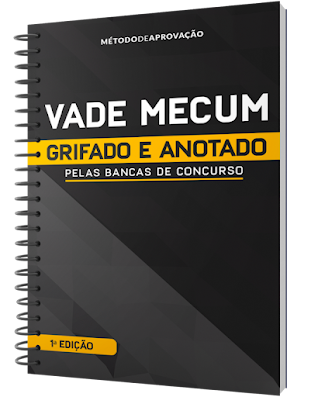 MÉTODODEAPROVAÇÃO
VADE MECUM
GRIFADO E ANOTADO
PELAS BANCAS DE CONCURSO
1ª EDIÇÃO